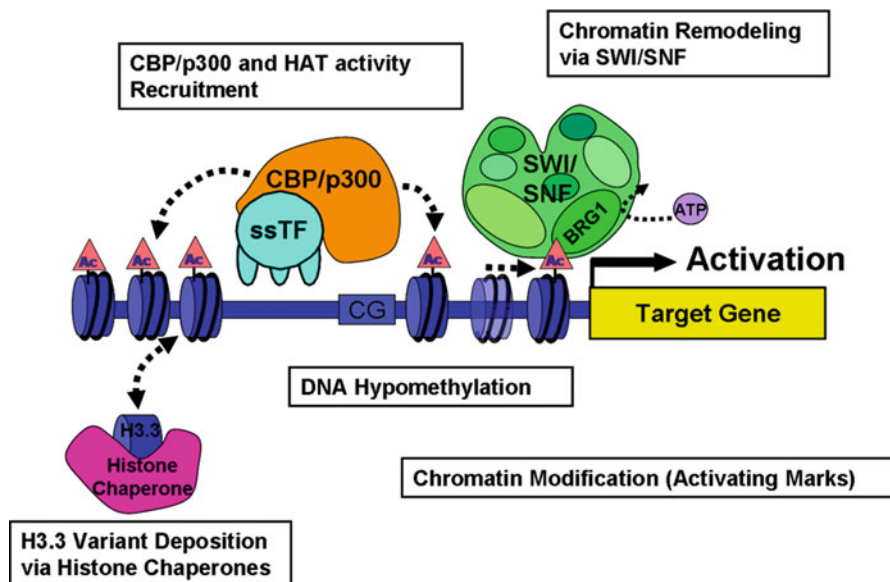 Chromatin Remodeling
via SWI/SNF
CBP/p300 and HAT activity
Recruitment
SWI/
SNF
CBP/p300
ssTF
BRG1
ATP
Ac
Ac
Ac
Ac
Ac
Activation
CG
Target Gene
DNA Hypomethylation
H3.3
Histone
Chaperone
Chromatin Modification (Activating Marks)
H3.3 Variant Deposition
via Histone Chaperones